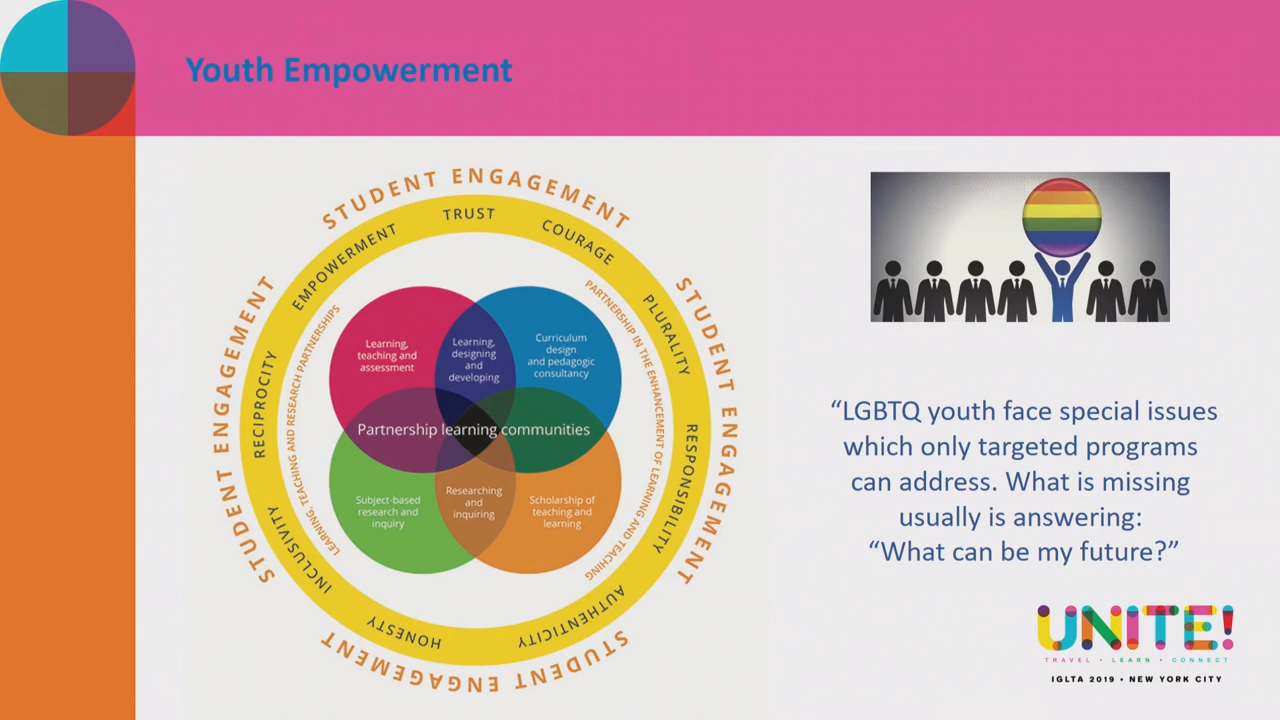 Youth Empowerment
STUDENT ENGAGEMENT
STUDENT ENGAGEMENT
STUDENT ENGAGEMENT
STUDENT ENGAGEMENT
TRUST
COURAGE
PLURALITY
RESPONSIBILITY
AUTHENTICITY
HONESTY
INCLUSIVITY
RECIPROCITY
EMPOWERMENT
LEARNING, TEACHING AND RESEARCH PARTNERSHIPS
PARTNERSHIP IN THE ENHANCEMENT OF LEARNING AND TEACHING
Learning,
teaching and
assessment
Learning,
designing
and
developing
Curriculum
design
and pedagogic
consultancy
Partnership learning communities
Subject-based
research and
inquiry
Researching
and
inquiring
Scholarship of
teaching and
learning
“LGBTQ youth face special issues
which only targeted programs
can address. What is missing
usually is answering:
“What can be my future?”
UNITE!
TRAVEL • LEARN • CONNECT
IGLTA 2019 • NEW YORK CITY